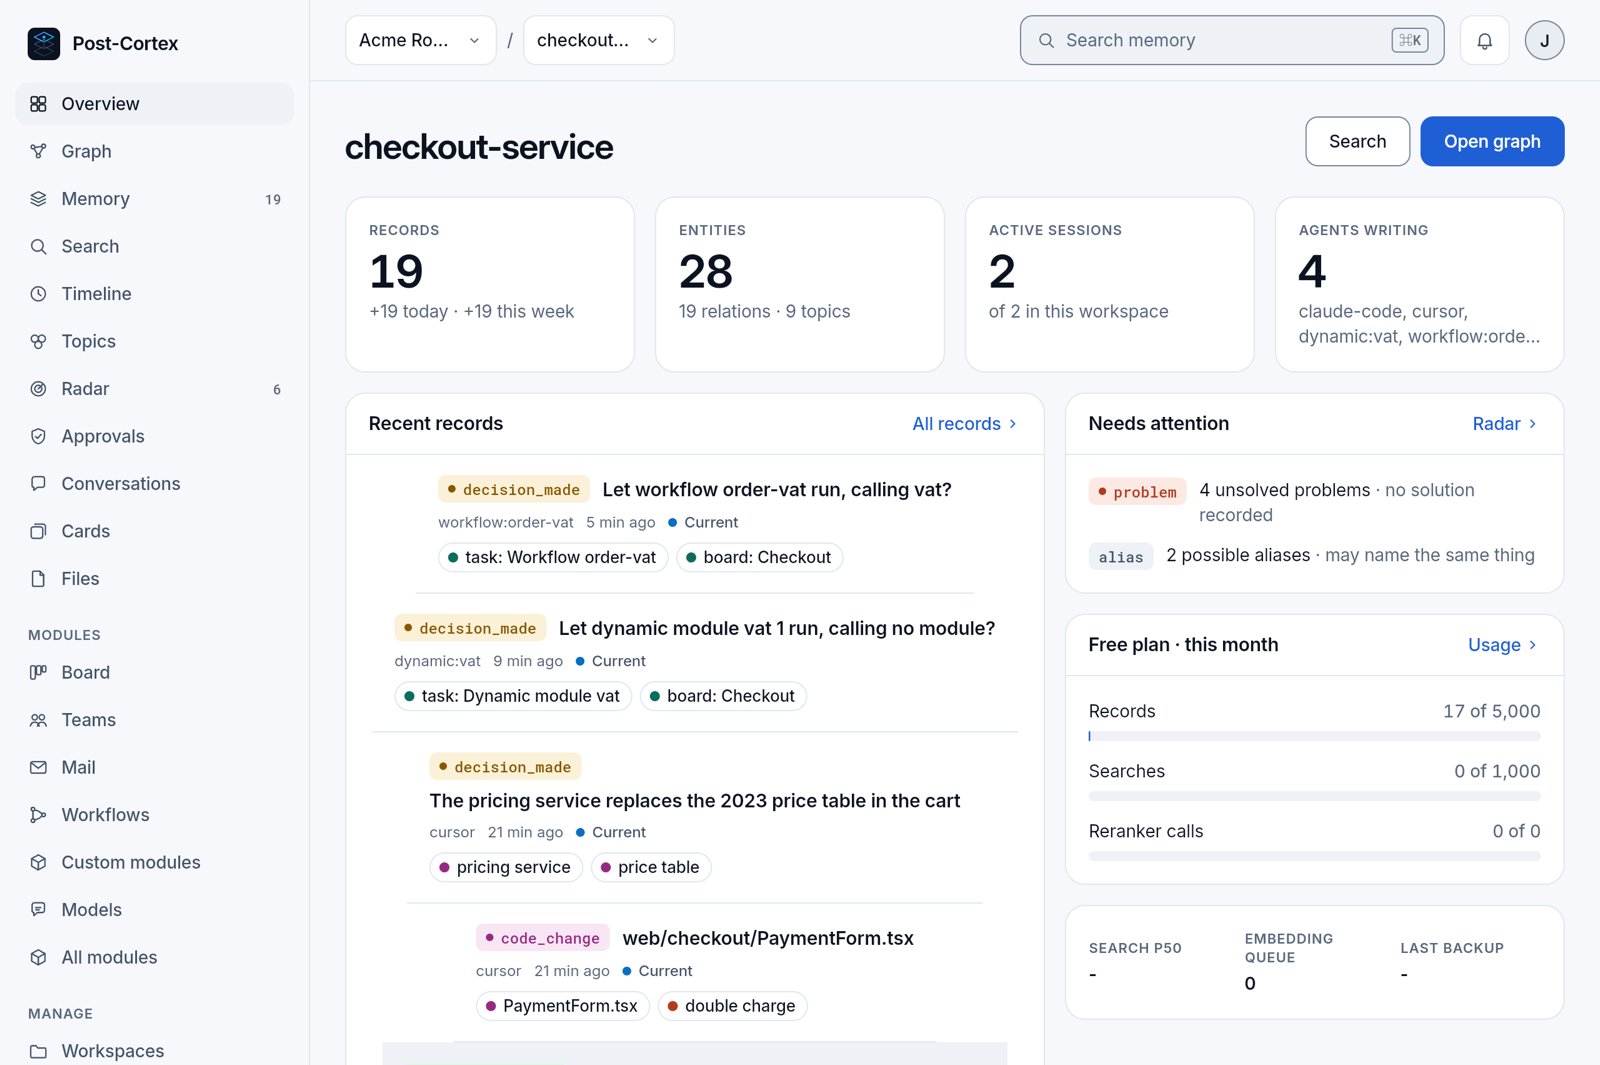 Post-Cortex
Acme Ro...
/
checkout...
Search memory
⌘K
J
Overview
Graph
Memory 19
Search
Timeline
Topics
Radar 6
Approvals
Conversations
Cards
Files
MODULES
Board
Teams
Mail
Workflows
Custom modules
Models
All modules
MANAGE
Workspaces
checkout-service
Search
Open graph
RECORDS
19
+19 today · +19 this week
ENTITIES
28
19 relations · 9 topics
ACTIVE SESSIONS
2
of 2 in this workspace
AGENTS WRITING
4
claude-code, cursor,
dynamic:vat, workflow:orde...
Recent records
All records
decision_made Let workflow order-vat run, calling vat?
workflow:order-vat 5 min ago Current
task: Workflow order-vat board: Checkout
decision_made Let dynamic module vat 1 run, calling no module?
dynamic:vat 9 min ago Current
task: Dynamic module vat board: Checkout
decision_made
The pricing service replaces the 2023 price table in the cart
cursor 21 min ago Current
pricing service price table
code_change web/checkout/PaymentForm.tsx
cursor 21 min ago Current
PaymentForm.tsx double charge
Needs attention
Radar
problem 4 unsolved problems · no solution
recorded
alias 2 possible aliases · may name the same thing
Free plan · this month
Usage
Records 17 of 5,000
Searches 0 of 1,000
Reranker calls 0 of 0
SEARCH P50
-
EMBEDDING
QUEUE
0
LAST BACKUP
-